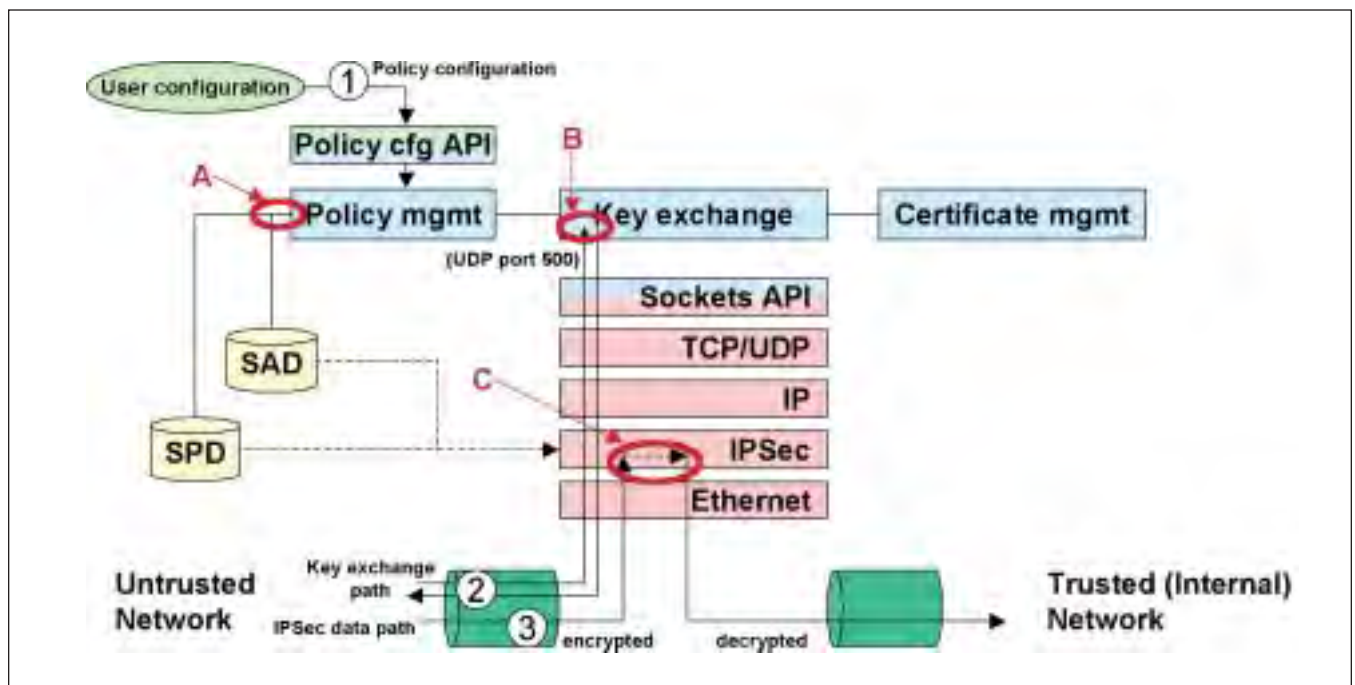 Policy configuration
User configuration
1
Policy cfg API
B
A
Policy mgmt
Key exchange
Certificate mgmt
(UDP port 500)
Sockets API
TCP/UDP
SAD
C
IP
SPD
IPSec
Ethernet
Untrusted
Network
Key exchange
path
2
IPSec data path
3
encrypted
decrypted
Trusted (Internal)
Network